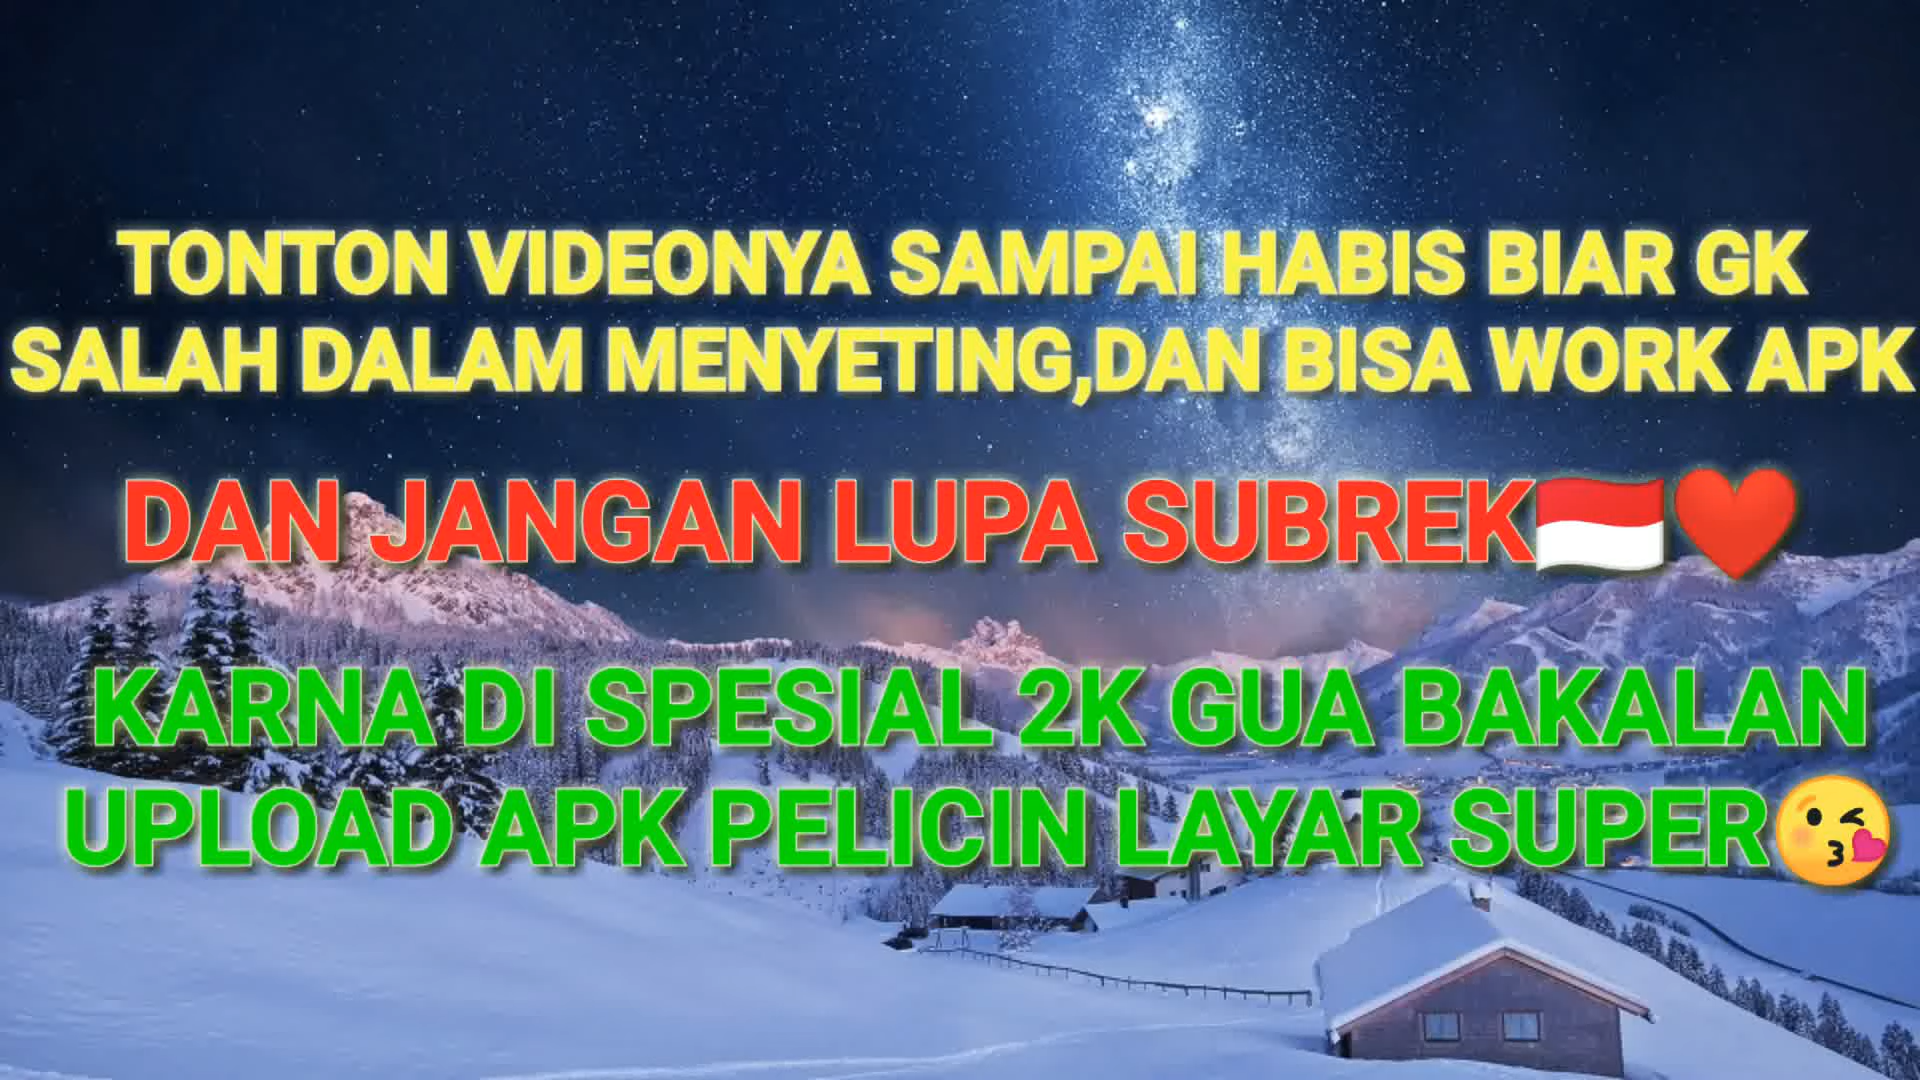 TONTON VIDEONYA SAMPAI HABIS BIAR GK
SALAH DALAM MENYETING,DAN BISA WORK APK
DAN JANGAN LUPA SUBREK🇮🇩❤️
KARNA DI SPESIAL 2K GUA BAKALAN
UPLOAD APK PELICIN LAYAR SUPER😘